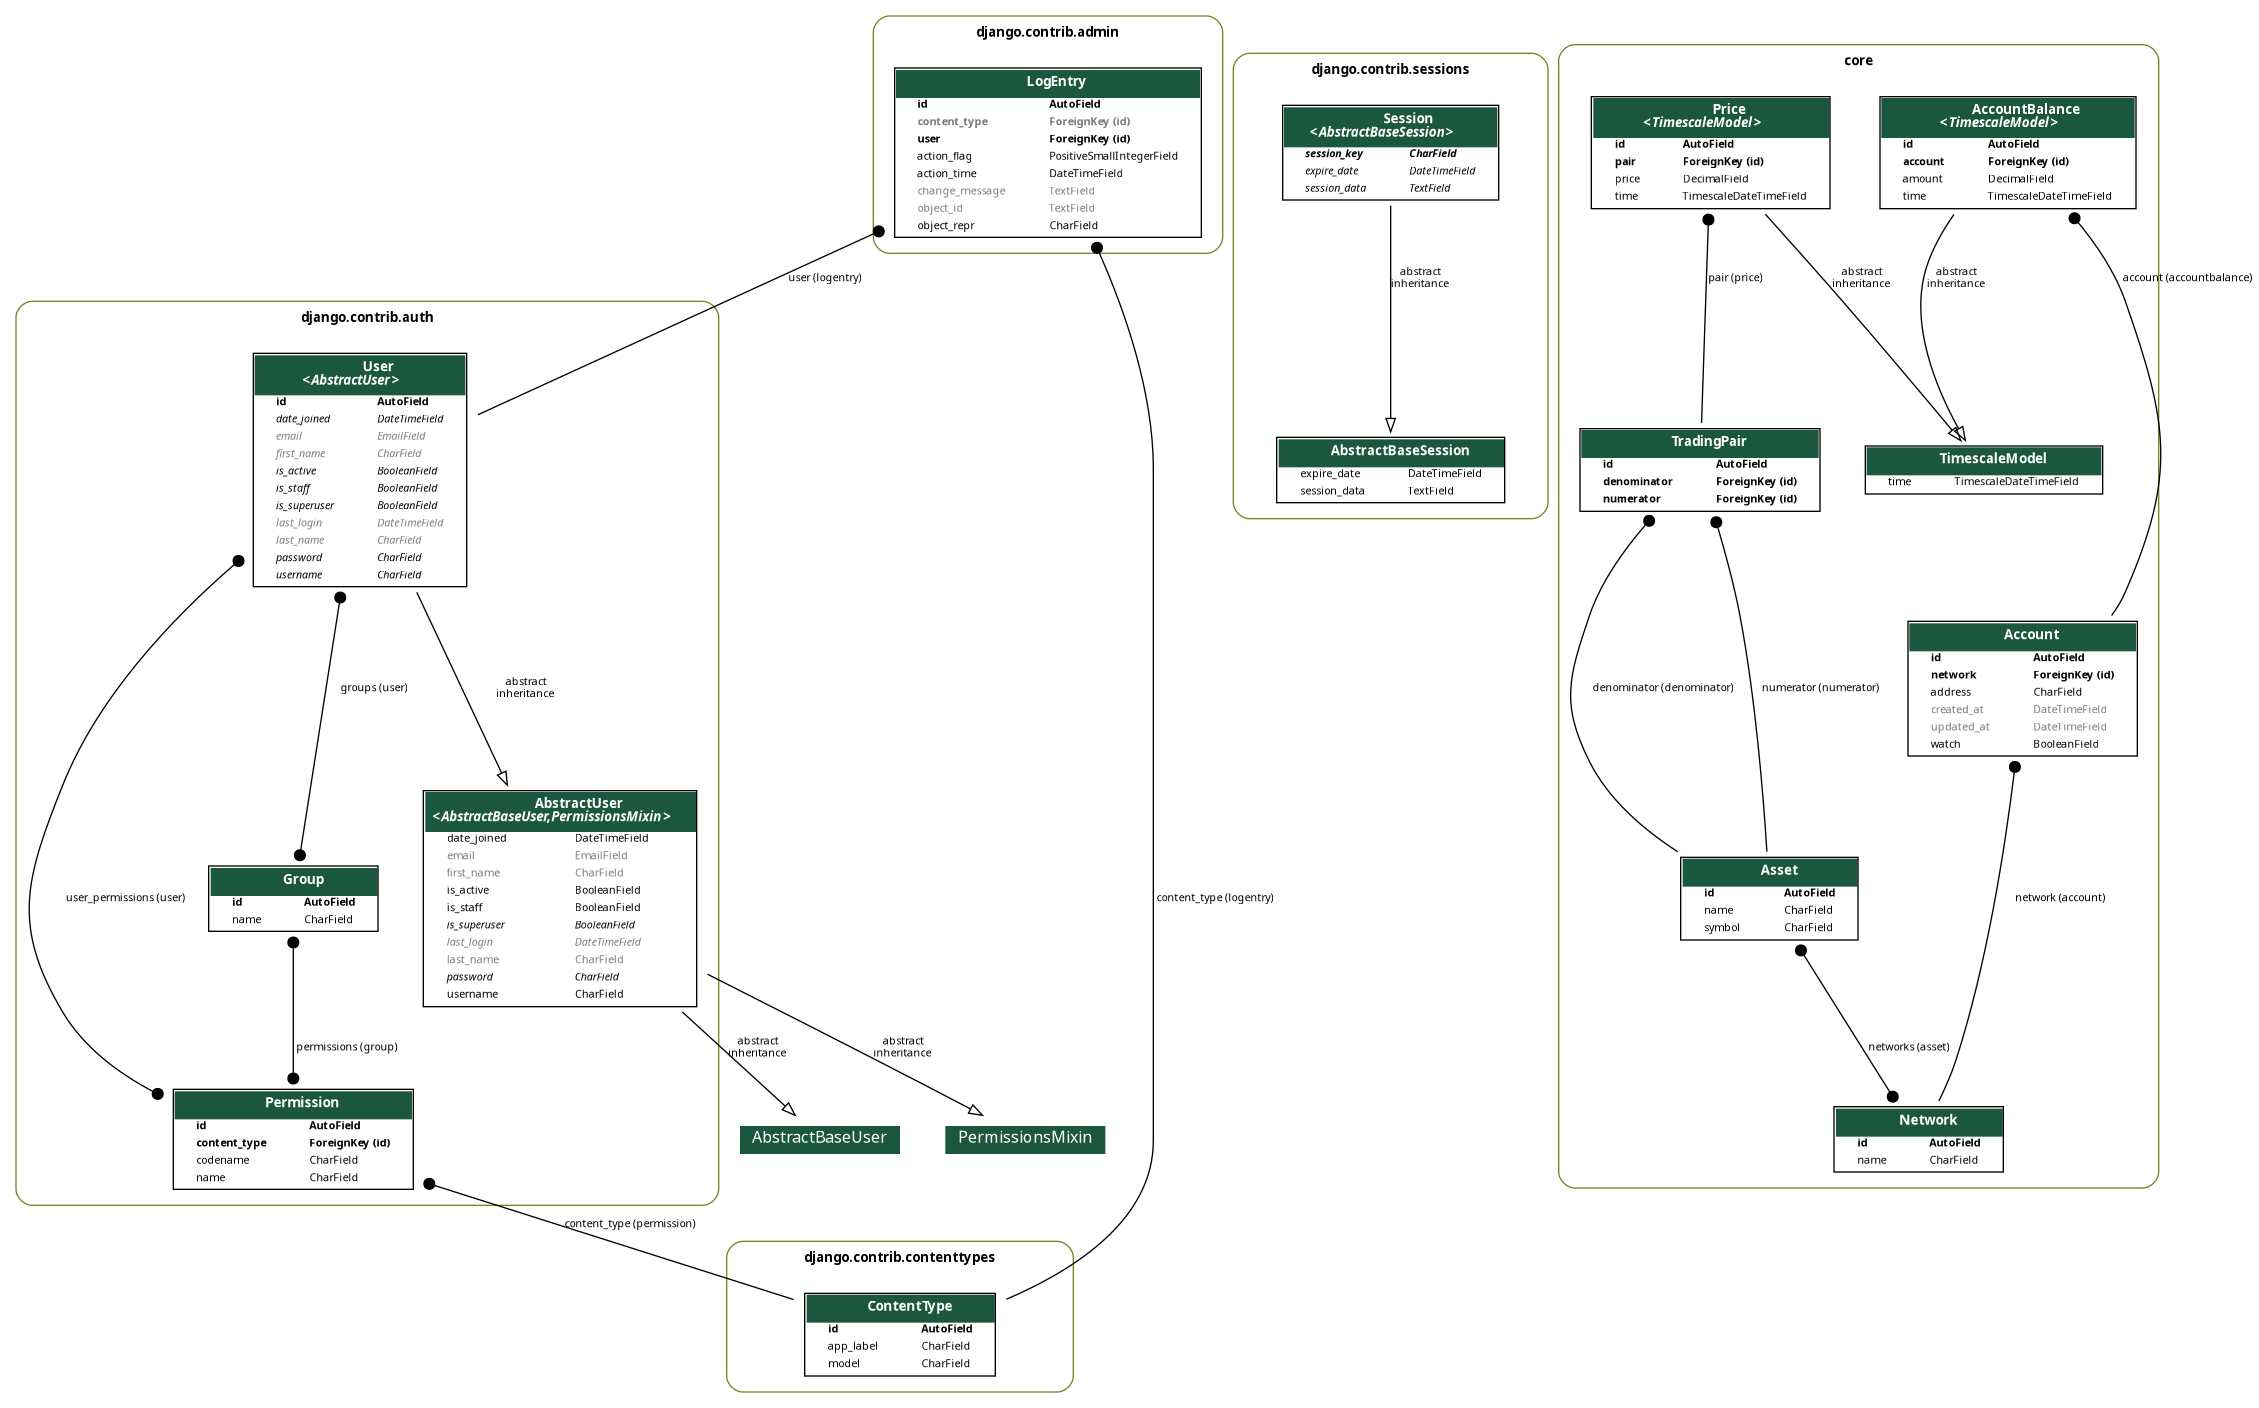 django.contrib.admin
LogEntry
id AutoField
content_type ForeignKey (id)
user ForeignKey (id)
action_flag PositiveSmallIntegerField
action_time DateTimeField
change_message TextField
object_id TextField
object_repr CharField
django.contrib.sessions
Session
<AbstractBaseSession>
session_key CharField
expire_date DateTimeField
session_data TextField
abstract
inheritance
AbstractBaseSession
expire_date DateTimeField
session_data TextField
core
Price
<TimescaleModel>
id AutoField
pair ForeignKey (id)
price DecimalField
time TimescaleDateTimeField
AccountBalance
<TimescaleModel>
id AutoField
account ForeignKey (id)
amount DecimalField
time TimescaleDateTimeField
pair (price)
abstract
inheritance
abstract
inheritance
account (accountbalance)
TradingPair
id AutoField
denominator ForeignKey (id)
numerator ForeignKey (id)
TimescaleModel
time TimescaleDateTimeField
denominator (denominator)
numerator (numerator)
Account
id AutoField
network ForeignKey (id)
address CharField
created_at DateTimeField
updated_at DateTimeField
watch BooleanField
Asset
id AutoField
name CharField
symbol CharField
network (account)
networks (asset)
Network
id AutoField
name CharField
user (logentry)
django.contrib.auth
User
<AbstractUser>
id AutoField
date_joined DateTimeField
email EmailField
first_name CharField
is_active BooleanField
is_staff BooleanField
is_superuser BooleanField
last_login DateTimeField
last_name CharField
password CharField
username CharField
groups (user)
abstract
inheritance
user_permissions (user)
Group
id AutoField
name CharField
AbstractUser
<AbstractBaseUser,PermissionsMixin>
date_joined DateTimeField
email EmailField
first_name CharField
is_active BooleanField
is_staff BooleanField
is_superuser BooleanField
last_login DateTimeField
last_name CharField
password CharField
username CharField
content_type (logentry)
permissions (group)
abstract
inheritance
abstract
inheritance
Permission
id AutoField
content_type ForeignKey (id)
codename CharField
name CharField
AbstractBaseUser
PermissionsMixin
content_type (permission)
django.contrib.contenttypes
ContentType
id AutoField
app_label CharField
model CharField